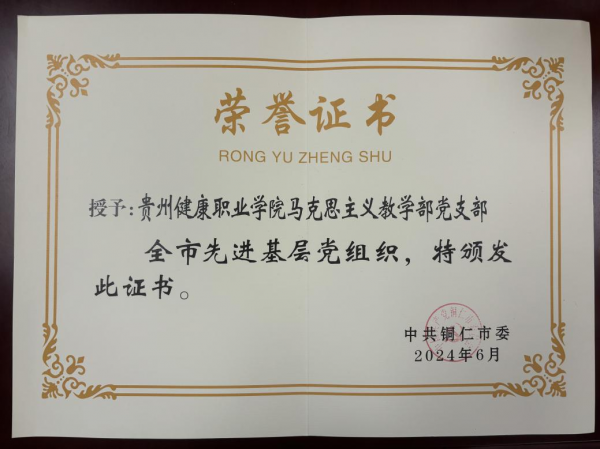 荣誉证书
RONG YU ZHENG SHU
授予:贵州健康职业学院马克思主义教学部党支部
全市先进基层党组织，特颁发
此证书。
中共铜仁市委
2024年6月